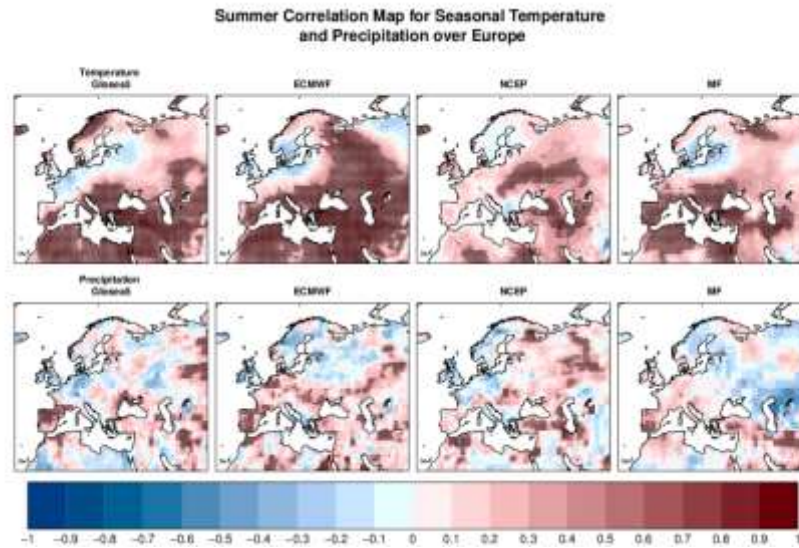 Summer Correlation Map for Seasonal Temperature
and Precipitation over Europe
Temperature
Glosea5 ECMWF NCEP MF
Precipitation
Glosea5 ECMWF NCEP MF
−1 −0.9 −0.8 −0.7 −0.6 −0.5 −0.4 −0.3 −0.2 −0.1 0 0.1 0.2 0.3 0.4 0.5 0.6 0.7 0.8 0.9 1